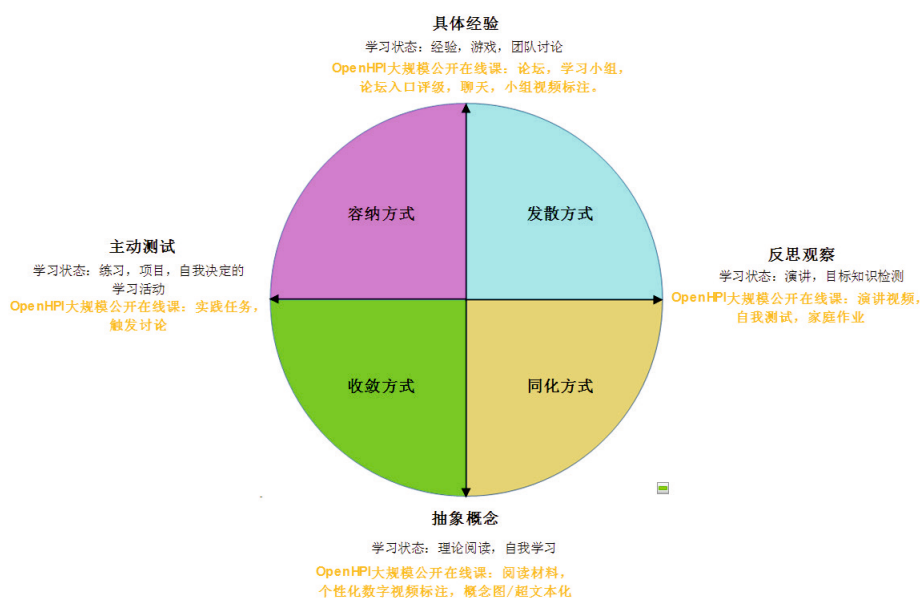 具体经验
学习状态：经验，游戏，团队讨论
OpenHPI大规模公开在线课：论坛，学习小组，
论坛入口评级，聊天，小组视频标注。
容纳方式
发散方式
主动测试
学习状态：练习，项目，自我决定的
学习活动
OpenHPI大规模公开在线课：实践任务，
触发讨论
反思观察
学习状态：演讲，目标知识检测
OpenHPI大规模公开在线课：演讲视频，
自我测试，家庭作业
收敛方式
同化方式
抽象概念
学习状态：理论阅读，自我学习
OpenHPI大规模公开在线课：阅读材料，
个性化数字视频标注，概念图/超文本化